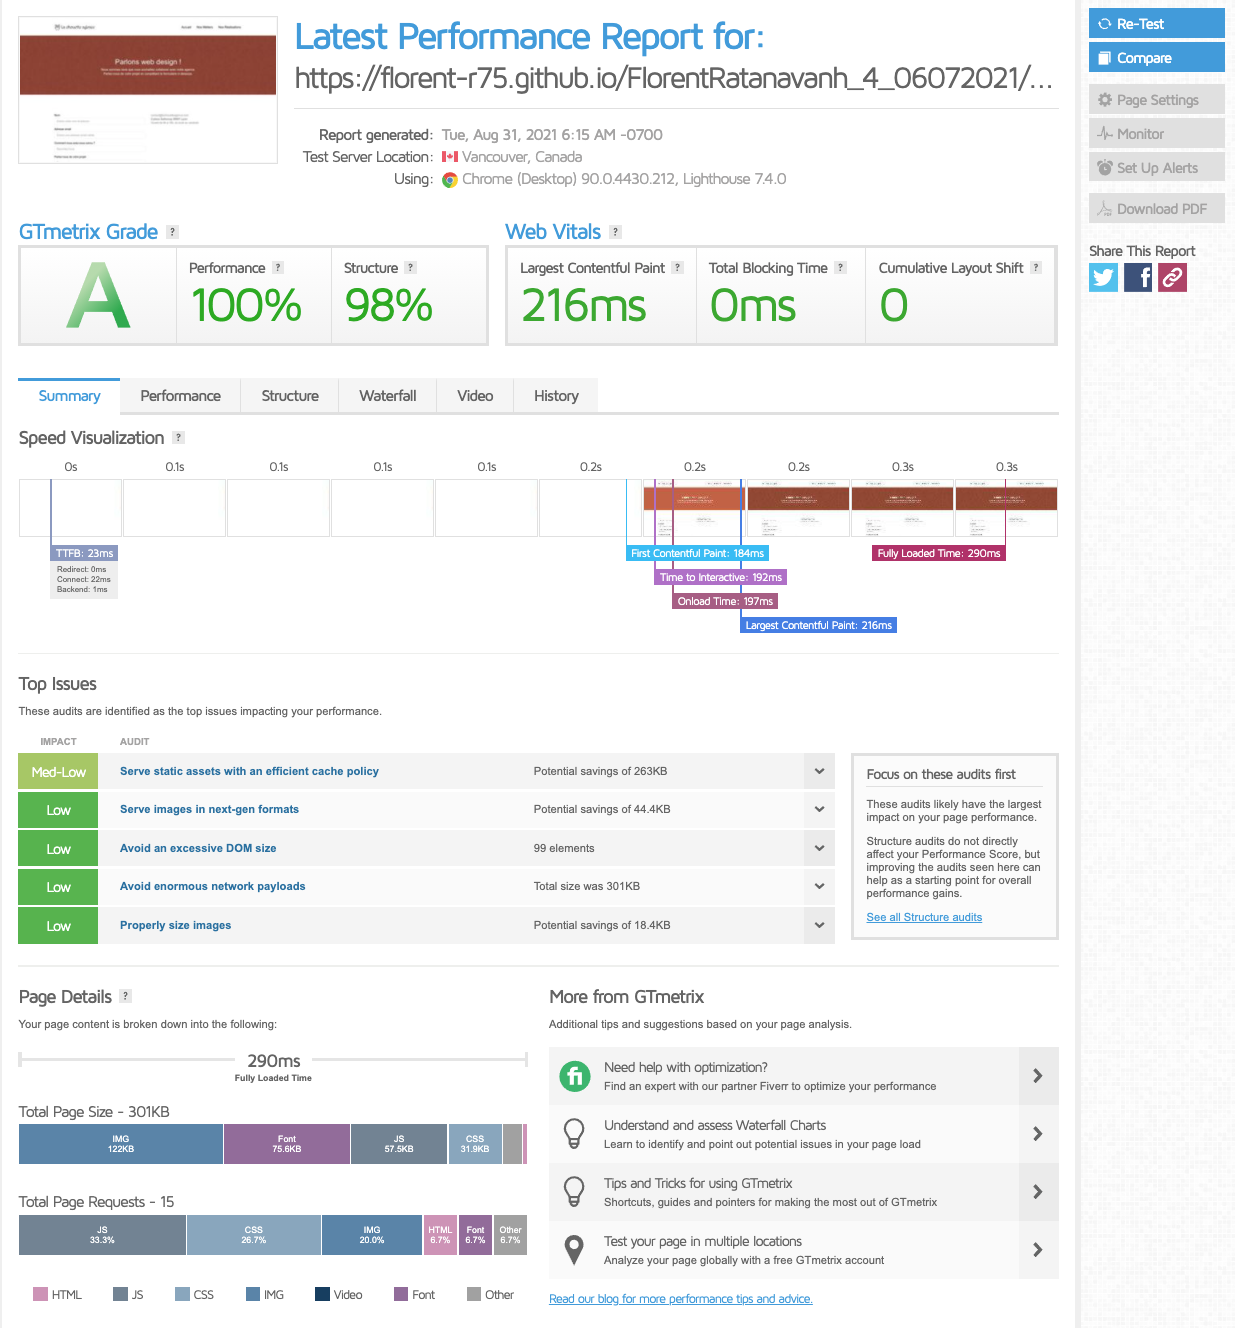 Parlons web design !
Latest Performance Report for:
https://florent-r75.github.io/FlorentRatanavanh_4_06072021/...
Report generated: Tue, Aug 31, 2021 6:15 AM -0700
Test Server Location: Vancouver, Canada
Using: Chrome (Desktop) 90.0.4430.212, Lighthouse 7.4.0
Re-Test
Compare
Page Settings
Monitor
Set Up Alerts
Download PDF
Share This Report
GTmetrix Grade ?
A
Performance ?
100%
Structure ?
98%
Web Vitals ?
Largest Contentful Paint ?
216ms
Total Blocking Time ?
0ms
Cumulative Layout Shift ?
0
Summary Performance Structure Waterfall Video History
Speed Visualization ?
0s 0.1s 0.1s 0.1s 0.1s 0.2s 0.2s 0.2s 0.3s 0.3s
TTFB: 23ms
Redirect: 0ms
Connect: 22ms
Backend: 1ms
First Contentful Paint: 184ms
Fully Loaded Time: 290ms
Time to Interactive: 192ms
Onload Time: 197ms
Largest Contentful Paint: 216ms
Top Issues
These audits are identified as the top issues impacting your performance.
IMPACT AUDIT
Med-Low Serve static assets with an efficient cache policy Potential savings of 263KB
Low Serve images in next-gen formats Potential savings of 44.4KB
Low Avoid an excessive DOM size 99 elements
Low Avoid enormous network payloads Total size was 301KB
Low Properly size images Potential savings of 18.4KB
Focus on these audits first
These audits likely have the largest
impact on your page performance.
Structure audits do not directly
affect your Performance Score, but
improving the audits seen here can
help as a starting point for overall
performance gains.
See all Structure audits
Page Details ?
Your page content is broken down into the following:
290ms
Fully Loaded Time
Total Page Size - 301KB
IMG Font JS CSS
122KB 75.6KB 57.5KB 31.9KB
Total Page Requests - 15
JS CSS IMG HTML Font Other
33.3% 26.7% 20.0% 6.7% 6.7% 6.7%
HTML JS CSS IMG Video Font Other
More from GTmetrix
Additional tips and suggestions based on your page analysis.
fi
Need help with optimization?
Find an expert with our partner Fiverr to optimize your performance
Understand and assess Waterfall Charts
Learn to identify and point out potential issues in your page load
Tips and Tricks for using GTmetrix
Shortcuts, guides and pointers for making the most out of GTmetrix
Test your page in multiple locations
Analyze your page globally with a free GTmetrix account
Read our blog for more performance tips and advice.